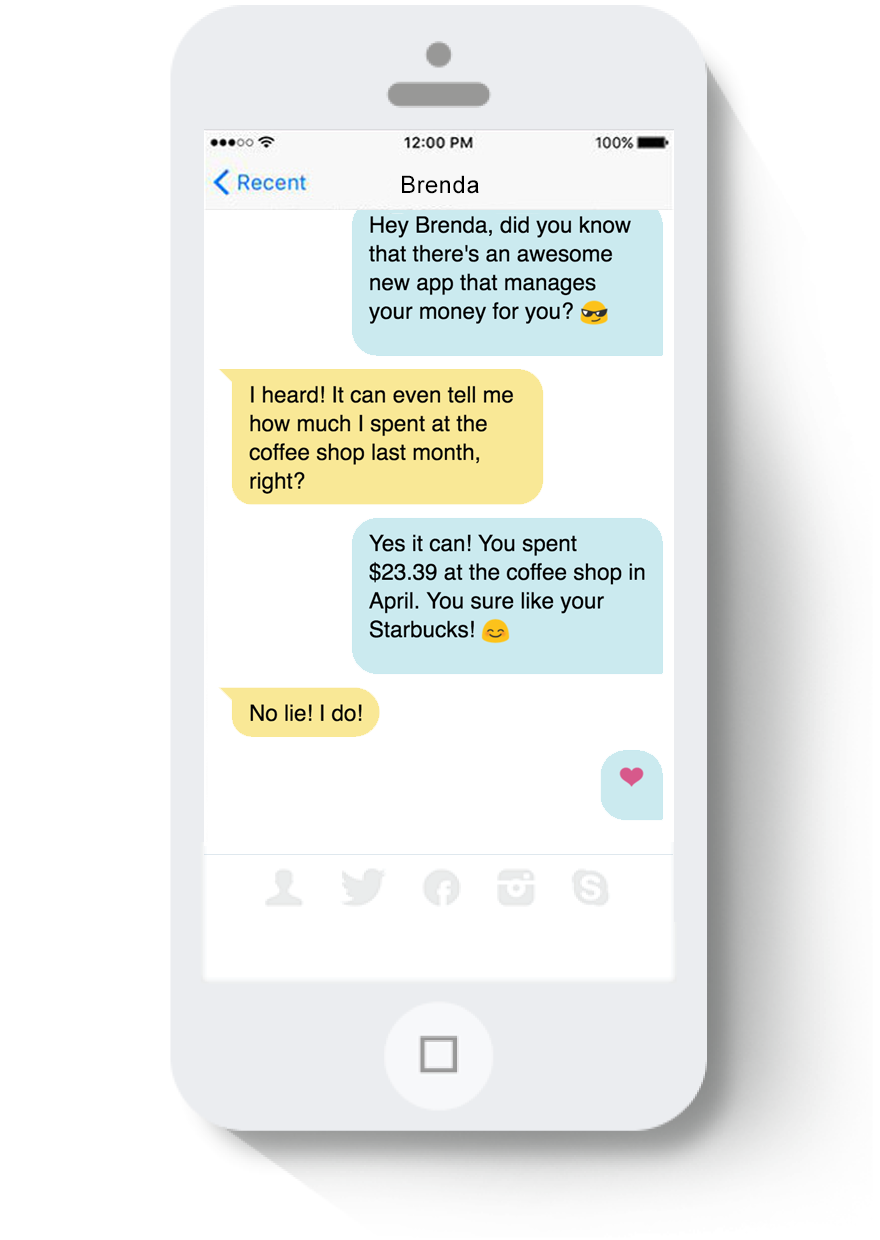 12:00 PM
100%
Recent
Brenda
Hey Brenda, did you know
that there's an awesome
new app that manages
your money for you? 😎
I heard! It can even tell me
how much I spent at the
coffee shop last month,
right?
Yes it can! You spent
$23.39 at the coffee shop in
April. You sure like your
Starbucks! 😊
No lie! I do!
❤